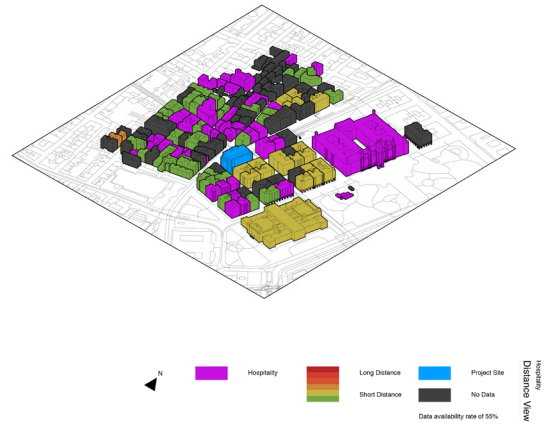 N
Hospitality
Long Distance
Short Distance
Project Site
No Data
Data availability rate of 55%
Hospitality
Distance View